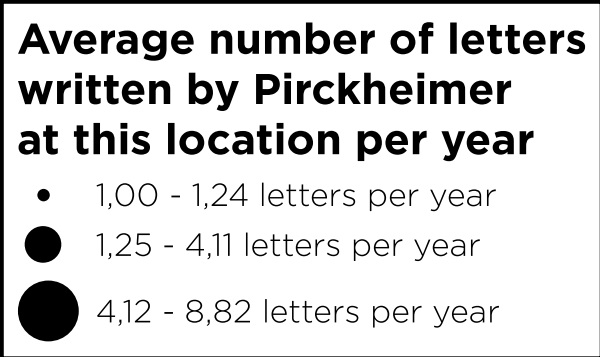 Average number of letters
written by Pirckheimer
at this location per year
1,00 - 1,24 letters per year
1,25 - 4,11 letters per year
4,12 - 8,82 letters per year